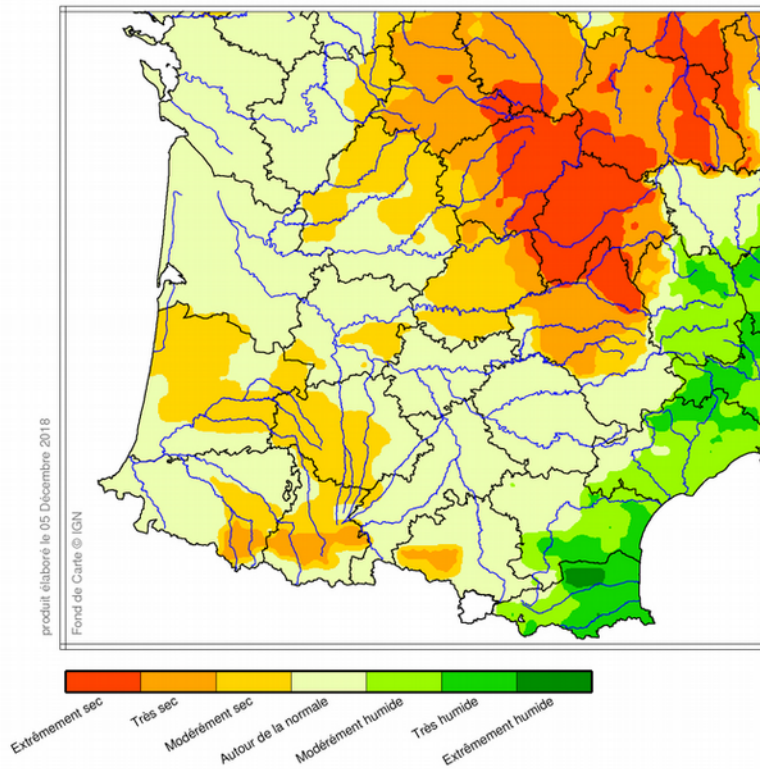 produit élaboré le 05 Décembre 2018
Fond de Carte © IGN
Extrêmement sec
Très sec
Modérément sec
Autour de la normale
Modérément humide
Très humide
Extrêmement humide